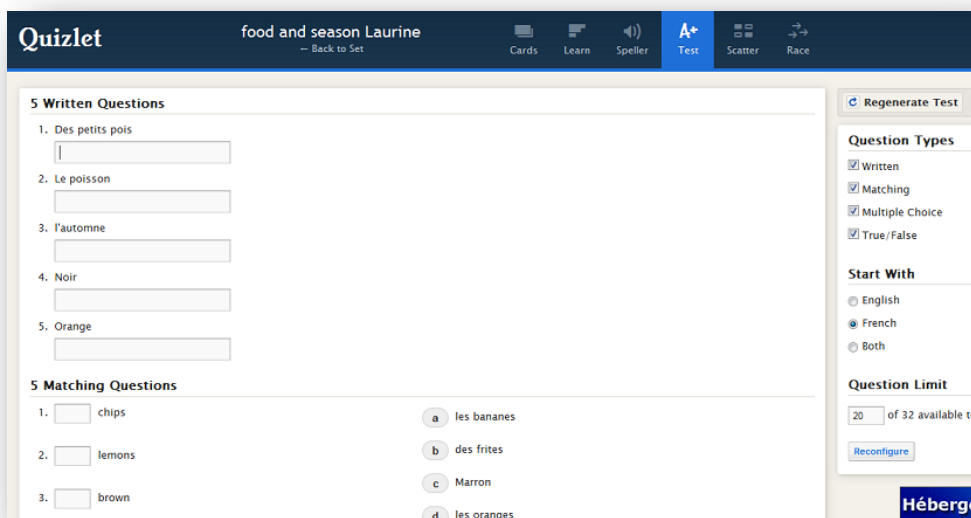 Quizlet
food and season Laurine
← Back to Set
Cards
Learn
Speller
A+
Test
Scatter
Race
5 Written Questions
1. Des petits pois
2. Le poisson
3. l'automne
4. Noir
5. Orange
5 Matching Questions
1. chips
2. lemons
3. brown
a les bananes
b des frites
c Marron
d les oranges
Regenerate Test
Question Types
Written
Matching
Multiple Choice
True/False
Start With
English
French
Both
Question Limit
20 of 32 available
Reconfigure